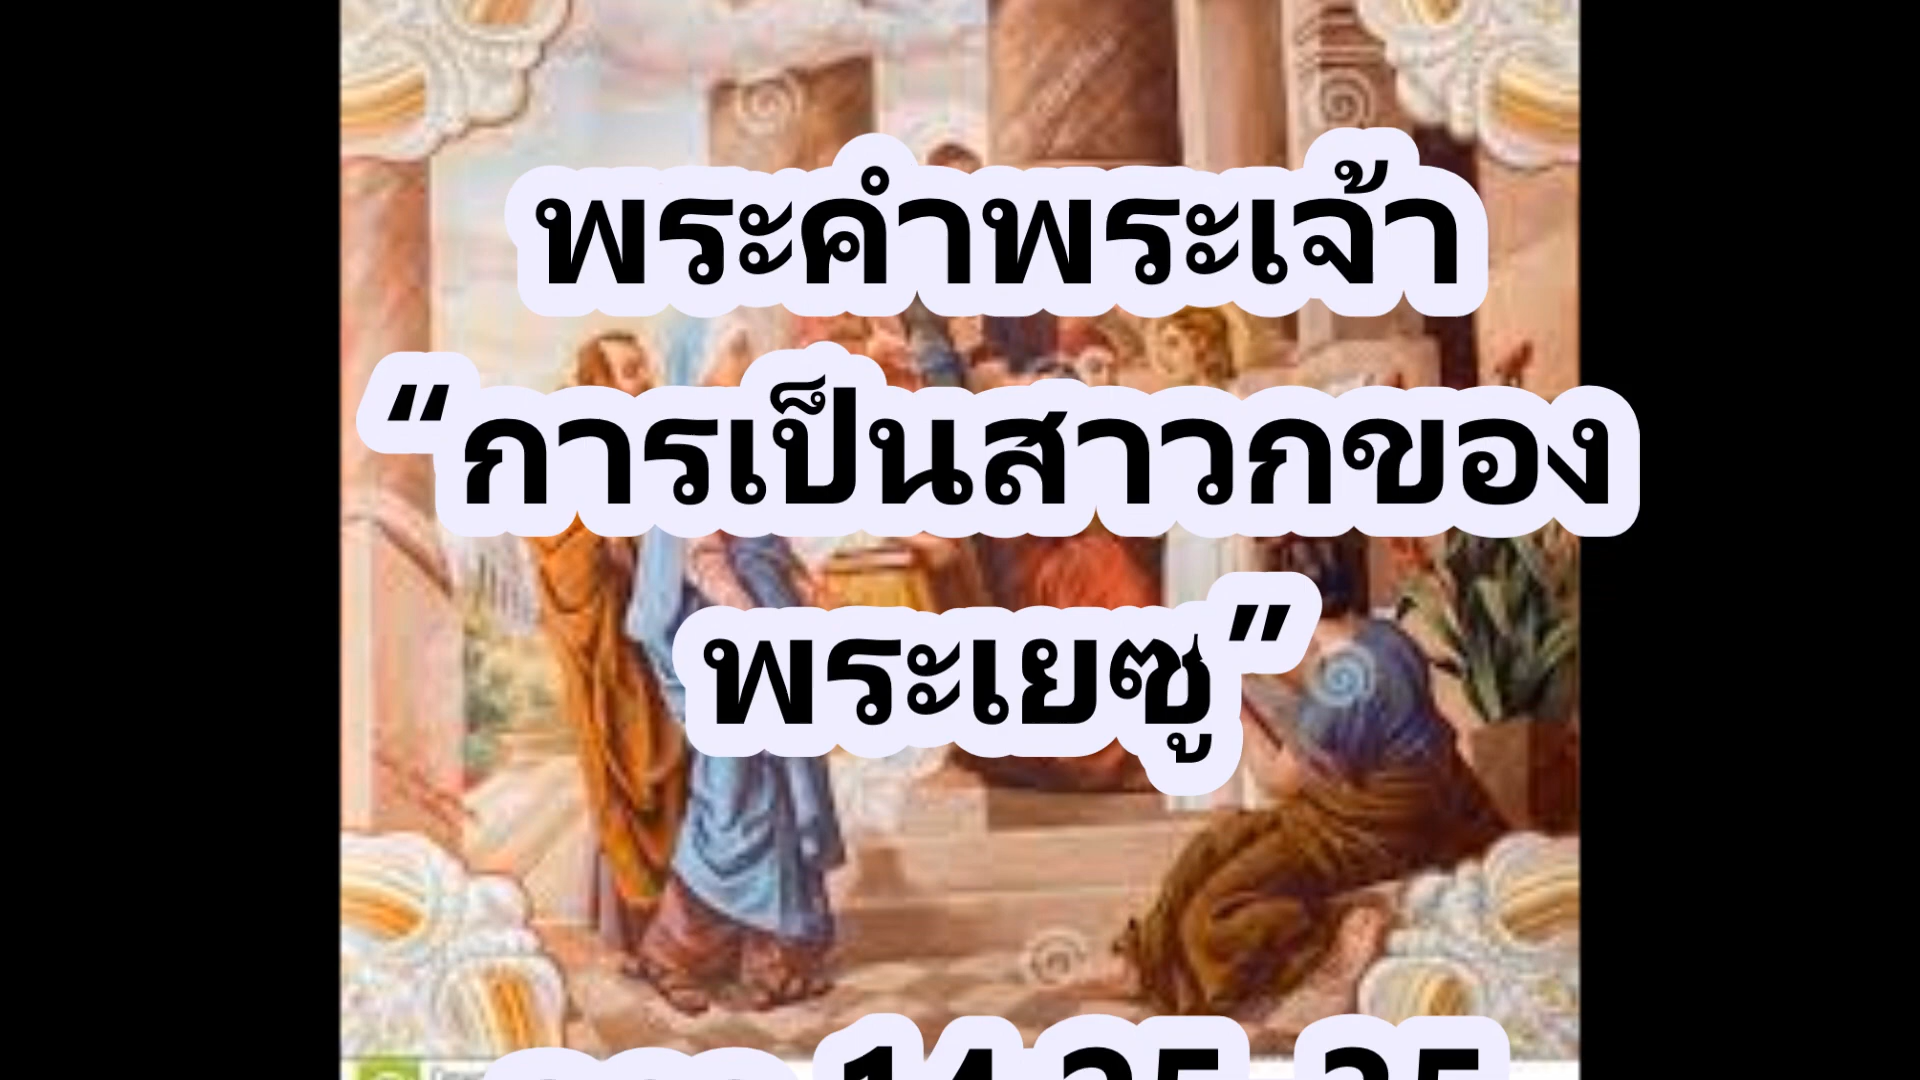 พระคำพระเจ้า
“การเป็นสาวกของ
พระเยซู”
14